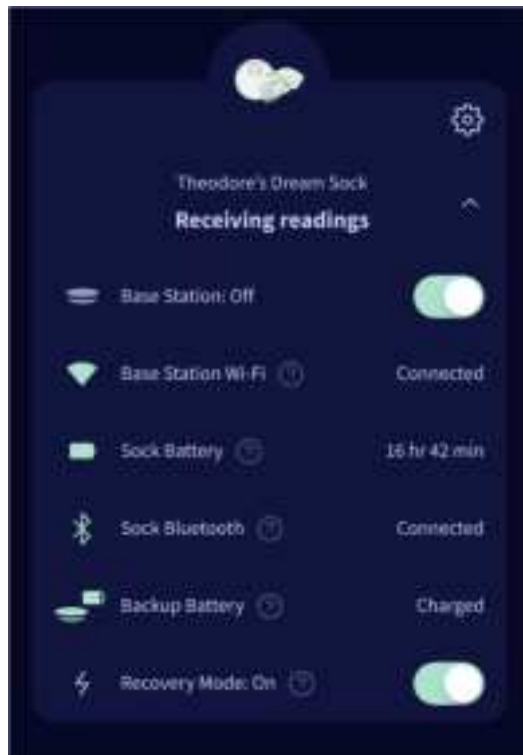 Theodore's Dream Sock
Receiving readings
Base Station: Off
Base Station Wi-Fi ? Connected
Sock Battery ? 16 hr 42 min
Sock Bluetooth ? Connected
Backup Battery ? Charged
Recovery Mode: On ?